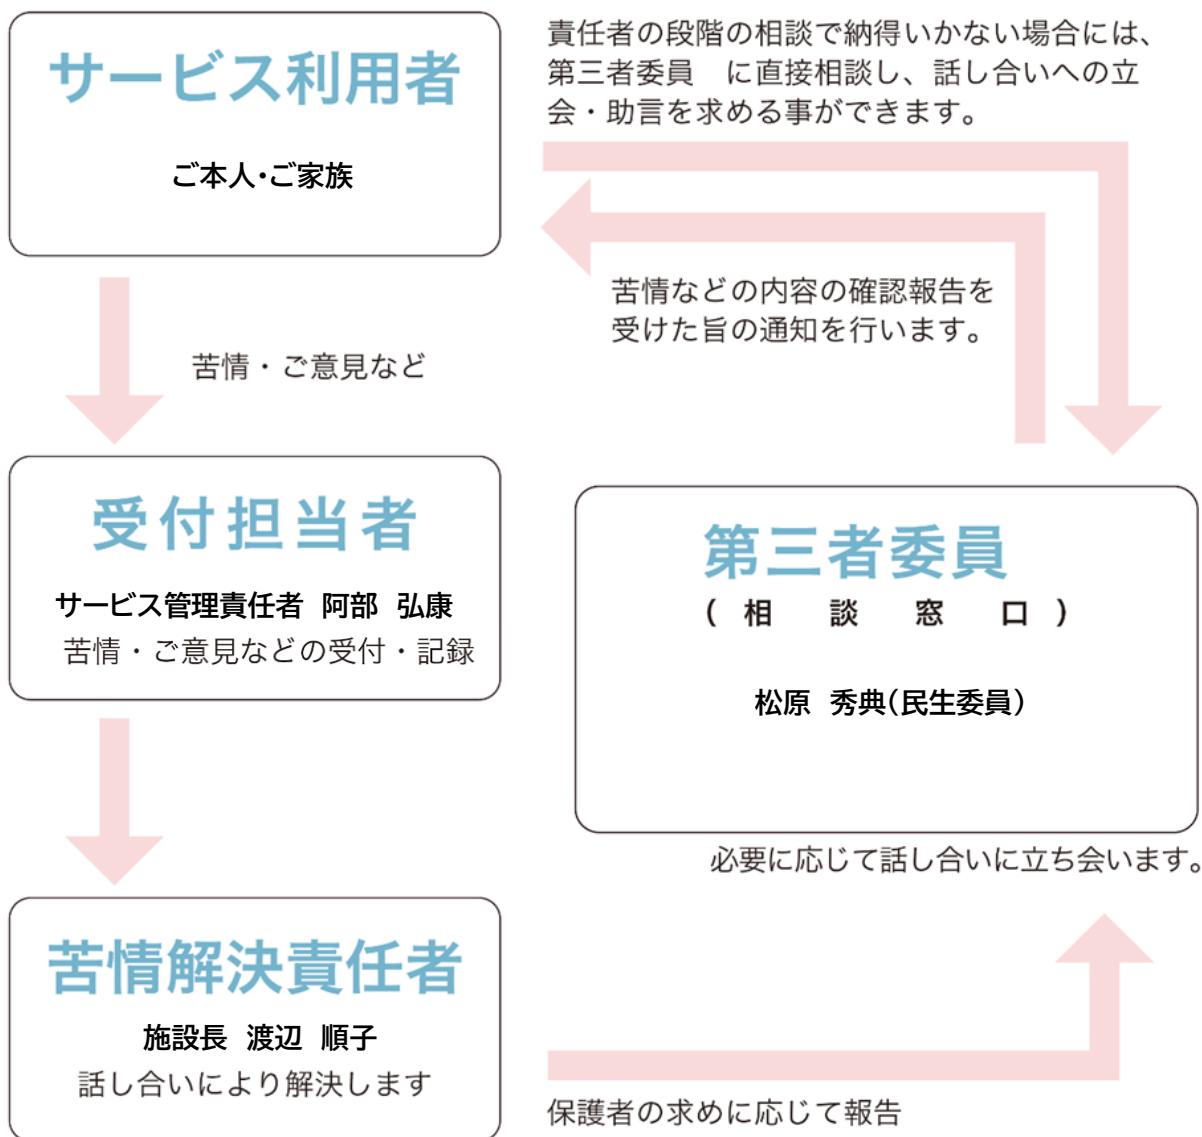 サービス利用者
ご本人・ご家族
責任者の段階の相談で納得いかない場合には、
第三者委員　に直接相談し、話し合いへの立
会・助言を求める事ができます。
苦情などの内容の確認報告を
受けた旨の通知を行います。
苦情・ご意見など
受付担当者
サービス管理責任者　阿部　弘康
苦情・ご意見などの受付・記録
第三者委員
(　相　談　窓　口　)
松原　秀典(民生委員)
必要に応じて話し合いに立ち会います。
苦情解決責任者
施設長　渡辺　順子
話し合いにより解決します
保護者の求めに応じて報告